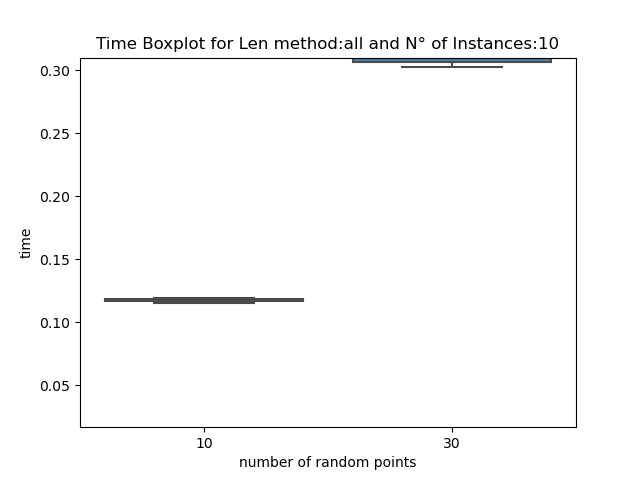 Time Boxplot for Len method:all and N° of Instances:10
0.30
0.25
0.20
0.15
0.10
0.05
time
10
30
number of random points